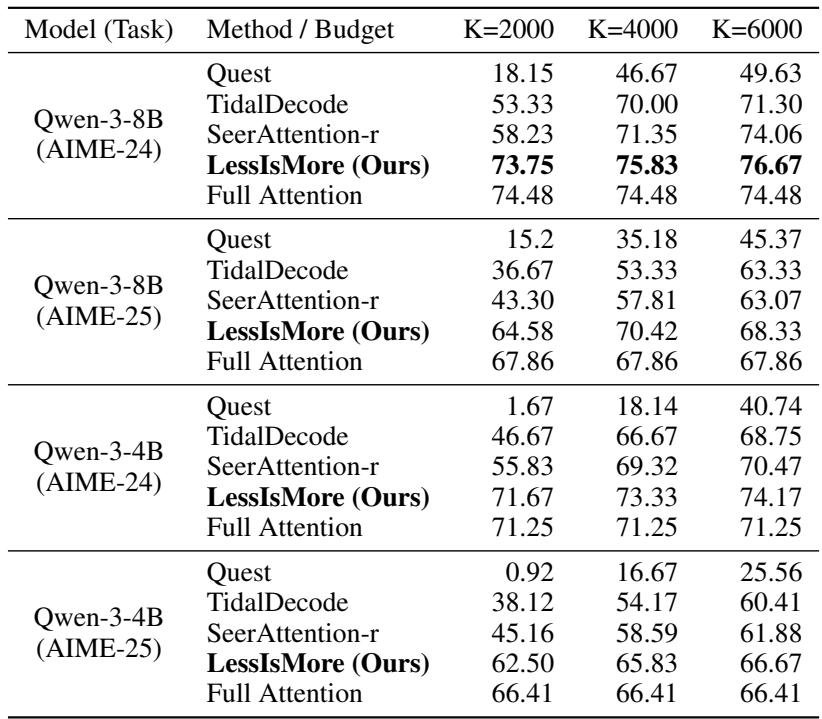 Model (Task) Method / Budget K=2000 K=4000 K=6000
Quest 18.15 46.67 49.63
TidalDecode 53.33 70.00 71.30
Qwen-3-8B (AIME-24) SeerAttention-r 58.23 71.35 74.06
LessIsMore (Ours) 73.75 75.83 76.67
Full Attention 74.48 74.48 74.48
Quest 15.2 35.18 45.37
TidalDecode 36.67 53.33 63.33
Qwen-3-8B (AIME-25) SeerAttention-r 43.30 57.81 63.07
LessIsMore (Ours) 64.58 70.42 68.33
Full Attention 67.86 67.86 67.86
Quest 1.67 18.14 40.74
TidalDecode 46.67 66.67 68.75
Qwen-3-4B (AIME-24) SeerAttention-r 55.83 69.32 70.47
LessIsMore (Ours) 71.67 73.33 74.17
Full Attention 71.25 71.25 71.25
Quest 0.92 16.67 25.56
TidalDecode 38.12 54.17 60.41
Qwen-3-4B (AIME-25) SeerAttention-r 45.16 58.59 61.88
LessIsMore (Ours) 62.50 65.83 66.67
Full Attention 66.41 66.41 66.41